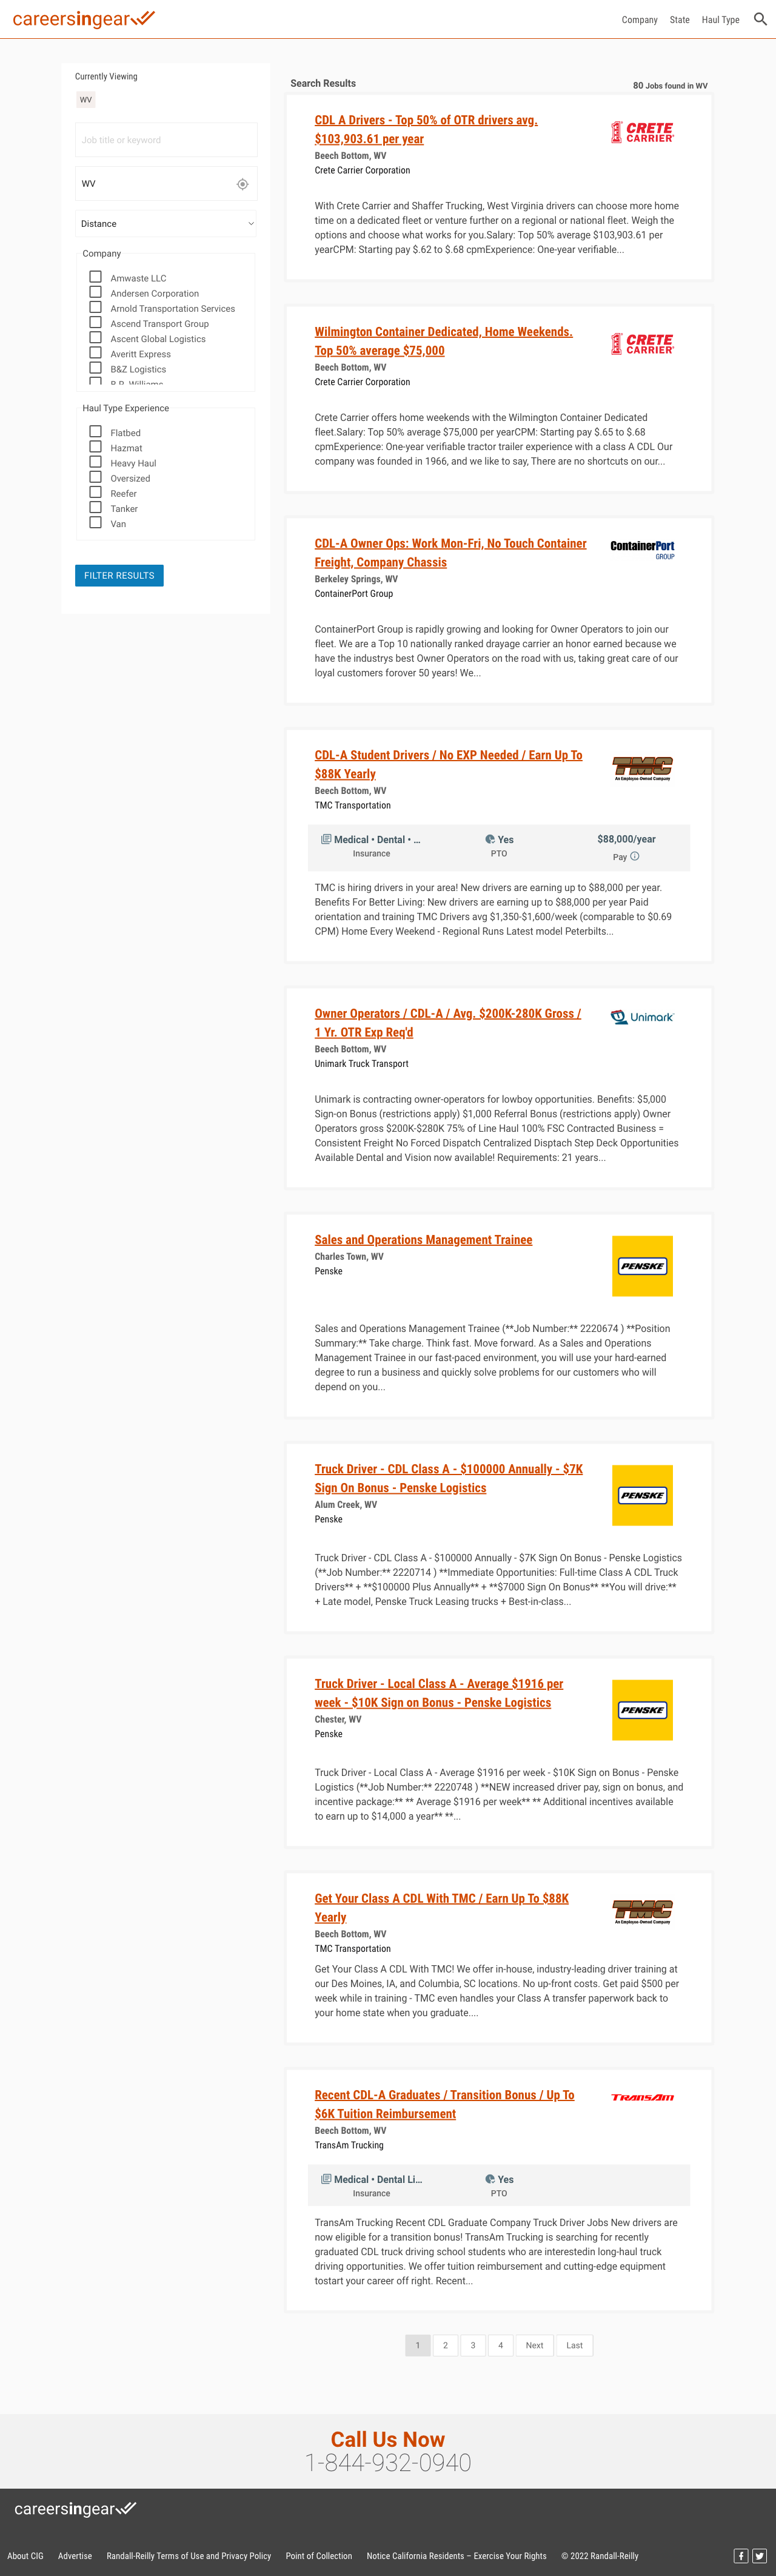 careersingear
Company State Haul Type
Currently Viewing
WV
Job title or keyword
WV
Distance
Company
Amwaste LLC
Andersen Corporation
Arnold Transportation Services
Ascend Transport Group
Ascent Global Logistics
Averitt Express
B&Z Logistics
B.R. Williams
Haul Type Experience
Flatbed
Hazmat
Heavy Haul
Oversized
Reefer
Tanker
Van
FILTER RESULTS
Search Results
80 Jobs found in WV
CDL A Drivers - Top 50% of OTR drivers avg.
$103,903.61 per year
Beech Bottom, WV
Crete Carrier Corporation
CRETE
CARRIER
With Crete Carrier and Shaffer Trucking, West Virginia drivers can choose more home
time on a dedicated fleet or venture further on a regional or national fleet. Weigh the
options and choose what works for you.Salary: Top 50% average $103,903.61 per
yearCPM: Starting pay $.62 to $.68 cpmExperience: One-year verifiable...
Wilmington Container Dedicated, Home Weekends.
Top 50% average $75,000
Beech Bottom, WV
Crete Carrier Corporation
CRETE
CARRIER
Crete Carrier offers home weekends with the Wilmington Container Dedicated
fleet.Salary: Top 50% average $75,000 per yearCPM: Starting pay $.65 to $.68
cpmExperience: One-year verifiable tractor trailer experience with a class A CDL Our
company was founded in 1966, and we like to say, There are no shortcuts on our...
CDL-A Owner Ops: Work Mon-Fri, No Touch Container
Freight, Company Chassis
Berkeley Springs, WV
ContainerPort Group
ContainerPort
GROUP
ContainerPort Group is rapidly growing and looking for Owner Operators to join our
fleet. We are a Top 10 nationally ranked drayage carrier an honor earned because we
have the industrys best Owner Operators on the road with us, taking great care of our
loyal customers forover 50 years! We...
CDL-A Student Drivers / No EXP Needed / Earn Up To
$88K Yearly
Beech Bottom, WV
TMC Transportation
TMC
An Employee-Owned Company
Medical • Dental • ...
Insurance
Yes
PTO
$88,000/year
Pay
TMC is hiring drivers in your area! New drivers are earning up to $88,000 per year.
Benefits For Better Living: New drivers are earning up to $88,000 per year Paid
orientation and training TMC Drivers avg $1,350-$1,600/week (comparable to $0.69
CPM) Home Every Weekend - Regional Runs Latest model Peterbilts...
Owner Operators / CDL-A / Avg. $200K-280K Gross /
1 Yr. OTR Exp Req'd
Beech Bottom, WV
Unimark Truck Transport
Unimark
Unimark is contracting owner-operators for lowboy opportunities. Benefits: $5,000
Sign-on Bonus (restrictions apply) $1,000 Referral Bonus (restrictions apply) Owner
Operators gross $200K-$280K 75% of Line Haul 100% FSC Contracted Business =
Consistent Freight No Forced Dispatch Centralized Disptach Step Deck Opportunities
Available Dental and Vision now available! Requirements: 21 years...
Sales and Operations Management Trainee
Charles Town, WV
Penske
PENSKE
Sales and Operations Management Trainee (**Job Number:** 2220674 ) **Position
Summary:** Take charge. Think fast. Move forward. As a Sales and Operations
Management Trainee in our fast-paced environment, you will use your hard-earned
degree to run a business and quickly solve problems for our customers who will
depend on you...
Truck Driver - CDL Class A - $100000 Annually - $7K
Sign On Bonus - Penske Logistics
Alum Creek, WV
Penske
PENSKE
Truck Driver - CDL Class A - $100000 Annually - $7K Sign On Bonus - Penske Logistics
(**Job Number:** 2220714 ) **Immediate Opportunities: Full-time Class A CDL Truck
Drivers** + **$100000 Plus Annually** + **$7000 Sign On Bonus** **You will drive:**
+ Late model, Penske Truck Leasing trucks + Best-in-class...
Truck Driver - Local Class A - Average $1916 per
week - $10K Sign on Bonus - Penske Logistics
Chester, WV
Penske
PENSKE
Truck Driver - Local Class A - Average $1916 per week - $10K Sign on Bonus - Penske
Logistics (**Job Number:** 2220748 ) **NEW increased driver pay, sign on bonus, and
incentive package:** ** Average $1916 per week** ** Additional incentives available
to earn up to $14,000 a year** **...
Get Your Class A CDL With TMC / Earn Up To $88K
Yearly
Beech Bottom, WV
TMC Transportation
TMC
An Employee-Owned Company
Get Your Class A CDL With TMC! We offer in-house, industry-leading driver training at
our Des Moines, IA, and Columbia, SC locations. No up-front costs. Get paid $500 per
week while in training - TMC even handles your Class A transfer paperwork back to
your home state when you graduate....
Recent CDL-A Graduates / Transition Bonus / Up To
$6K Tuition Reimbursement
Beech Bottom, WV
TransAm Trucking
TRANSAM
Medical • Dental Li...
Insurance
Yes
PTO
TransAm Trucking Recent CDL Graduate Company Truck Driver Jobs New drivers are
now eligible for a transition bonus! TransAm Trucking is searching for recently
graduated CDL truck driving school students who are interestedin long-haul truck
driving opportunities. We offer tuition reimbursement and cutting-edge equipment
tostart your career off right. Recent...
1 2 3 4 Next Last
Call Us Now
1-844-932-0940
careersingear
About CIG Advertise Randall-Reilly Terms of Use and Privacy Policy Point of Collection Notice California Residents – Exercise Your Rights © 2022 Randall-Reilly